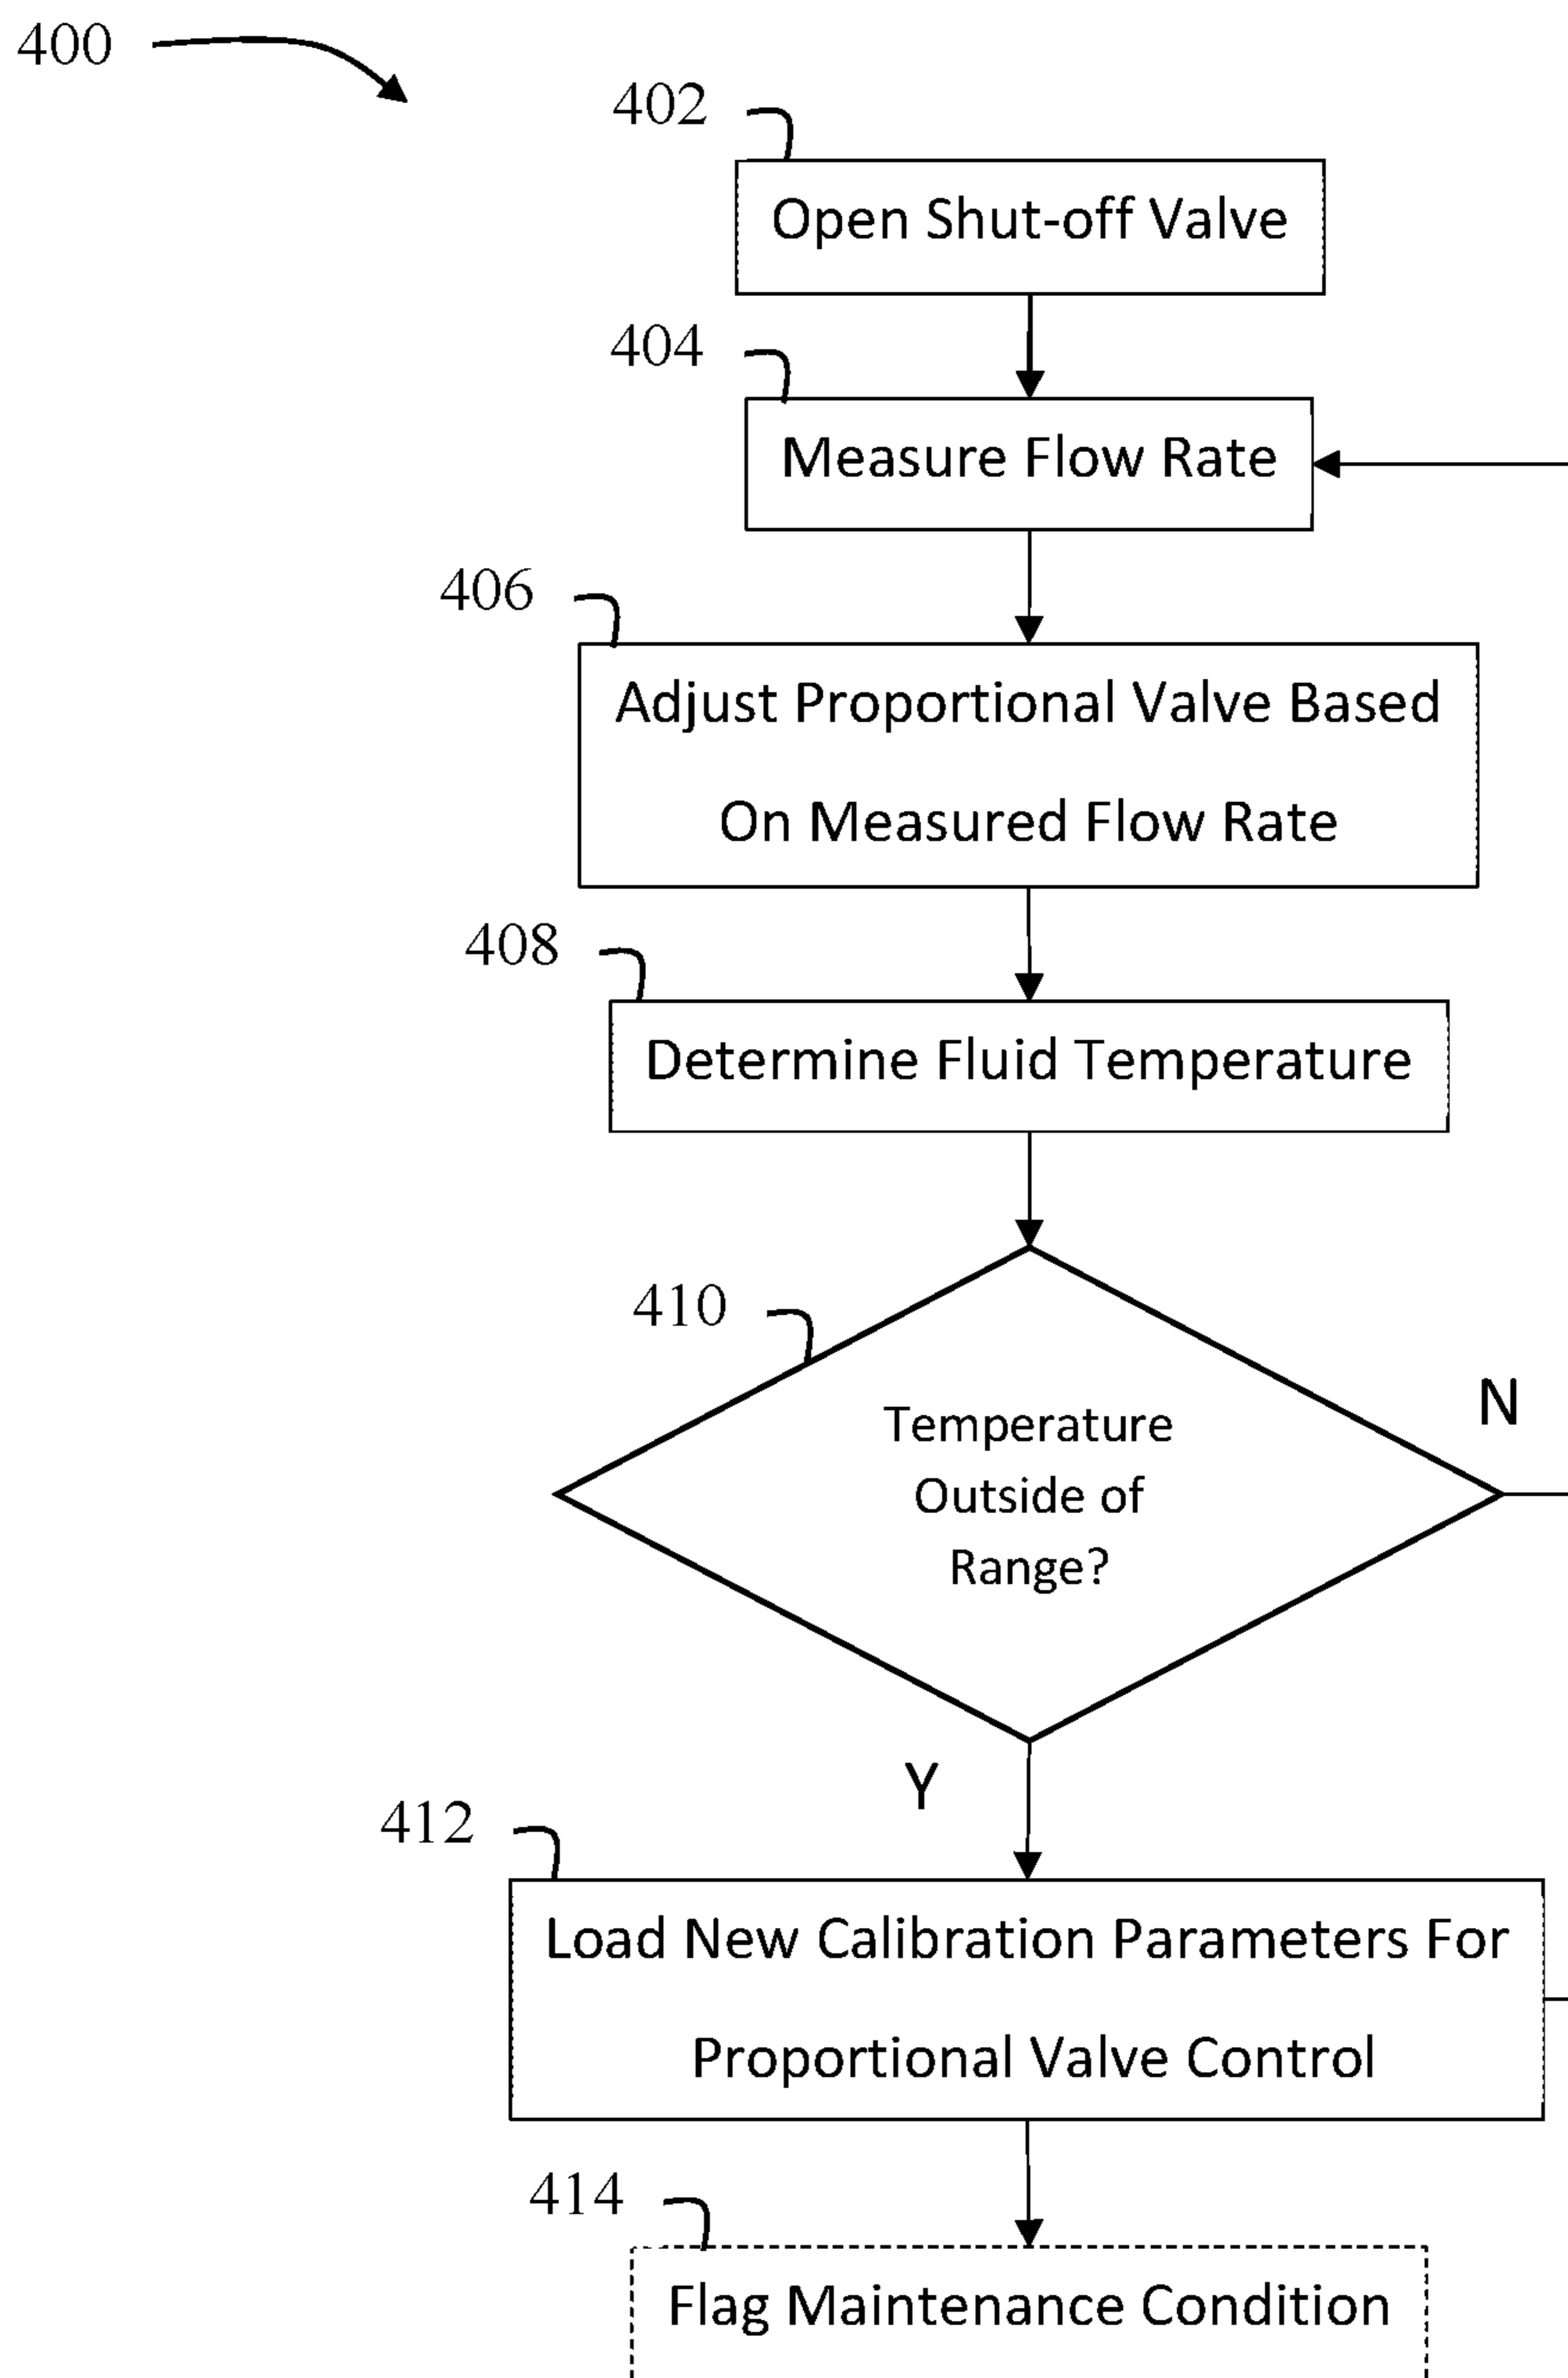 400
402
Open Shut-off Valve
404
Measure Flow Rate
406
Adjust Proportional Valve Based
On Measured Flow Rate
408
Determine Fluid Temperature
410
Temperature
Outside of
Range?
N
Y
412
Load New Calibration Parameters For
Proportional Valve Control
414
Flag Maintenance Condition